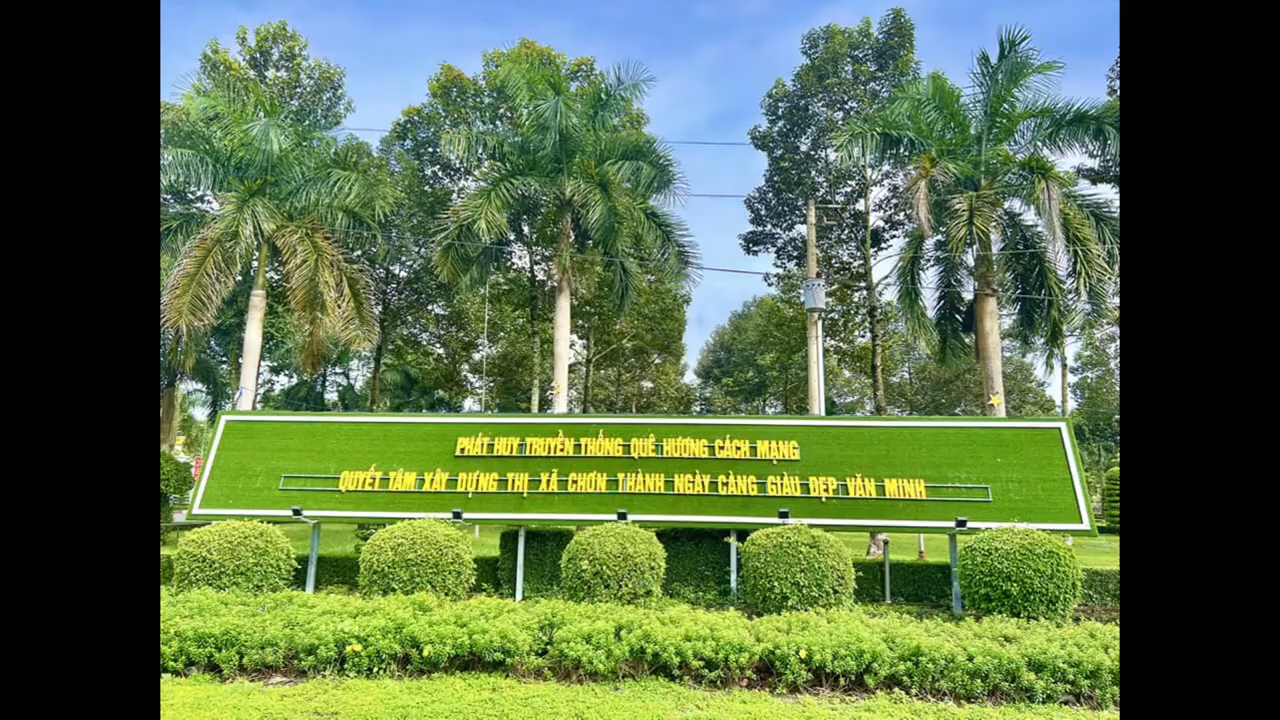 PHÁT HUY TRUYỀN THỐNG QUÊ HƯƠNG CÁCH MẠNG
QUYẾT TÂM XÂY DỰNG THỊ XÃ CHƠN THÀNH NGÀY CÀNG GIÀU ĐẸP VĂN MINH